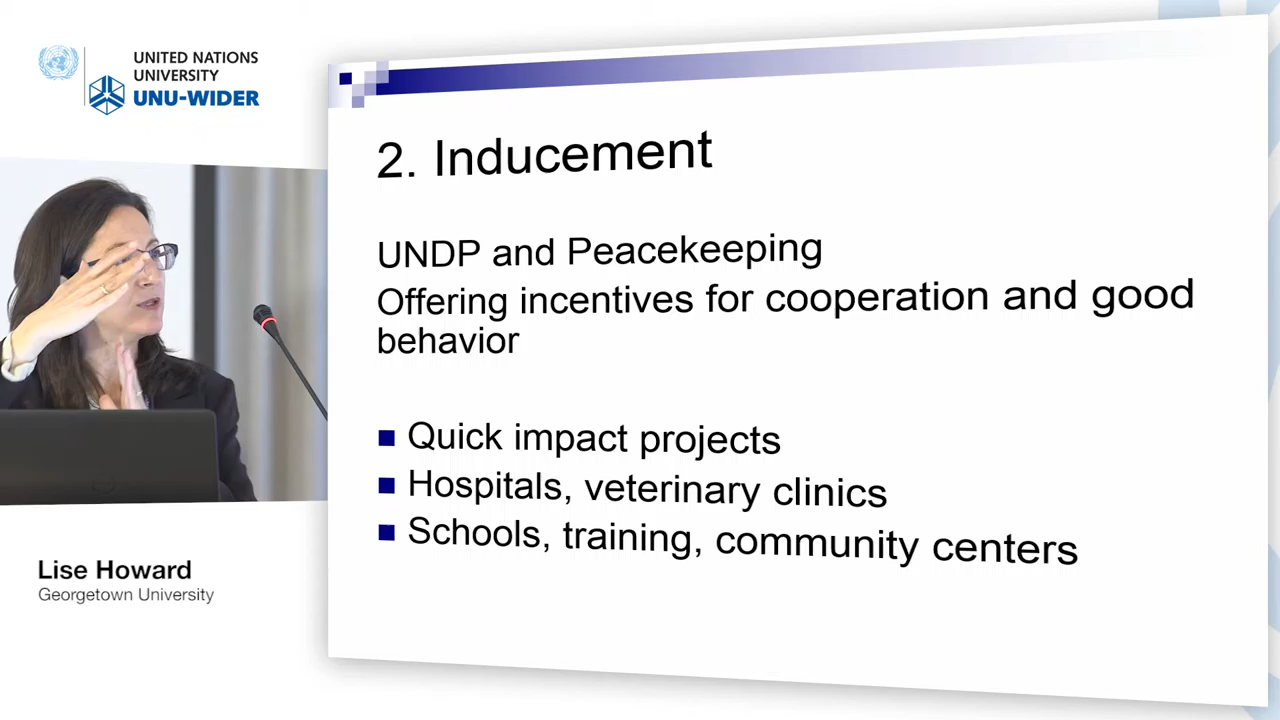 UNITED NATIONS
UNIVERSITY
UNU-WIDER
2. Inducement
UNDP and Peacekeeping
Offering incentives for cooperation and good
behavior
Quick impact projects
Hospitals, veterinary clinics
Schools, training, community centers
Lise Howard
Georgetown University